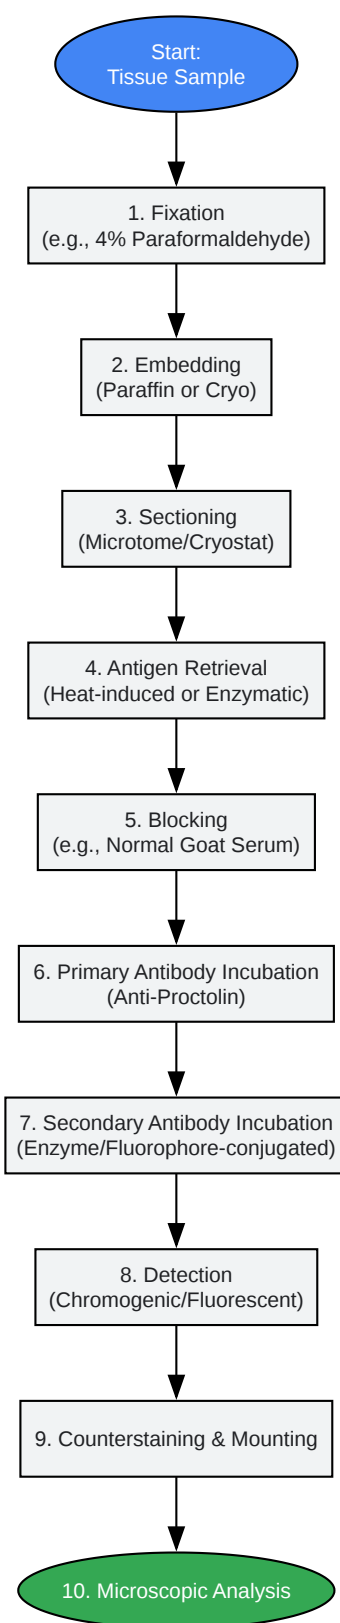 Start:
Tissue Sample
1. Fixation
(e.g., 4% Paraformaldehyde)
2. Embedding
(Paraffin or Cryo)
3. Sectioning
(Microtome/Cryostat)
4. Antigen Retrieval
(Heat-induced or Enzymatic)
5. Blocking
(e.g., Normal Goat Serum)
6. Primary Antibody Incubation
(Anti-Proctolin)
7. Secondary Antibody Incubation
(Enzyme/Fluorophore-conjugated)
8. Detection
(Chromogenic/Fluorescent)
9. Counterstaining & Mounting
10. Microscopic Analysis